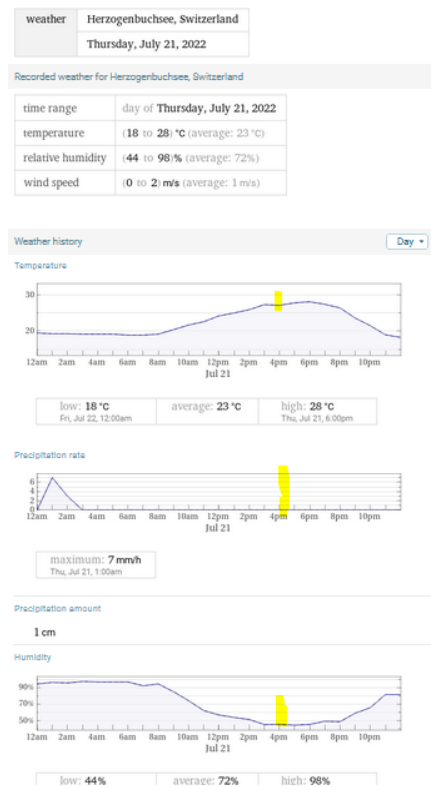 weather Herzogenbuchsee, Switzerland
Thursday, July 21, 2022
Recorded weather for Herzogenbuchsee, Switzerland
time range day of Thursday, July 21, 2022
temperature (18 to 28) °C (average: 23 °C)
relative humidity (44 to 98)% (average: 72%)
wind speed (0 to 2) m/s (average: 1 m/s)
Weather history Day
Temperature
30
20
12am 2am 4am 6am 8am 10am 12pm 2pm 4pm 6pm 8pm 10pm
Jul 21
low: 18 °C average: 23 °C high: 28 °C
Fri, Jul 22, 12:00am Thu, Jul 21, 6:00pm
Precipitation rate
6
4
2
0
12am 2am 4am 6am 8am 10am 12pm 2pm 4pm 6pm 8pm 10pm
Jul 21
maximum: 7 mm/h
Thu, Jul 21, 1:00am
Precipitation amount
1 cm
Humidity
90%
70%
50%
12am 2am 4am 6am 8am 10am 12pm 2pm 4pm 6pm 8pm 10pm
Jul 21
low: 44% average: 72% high: 98%